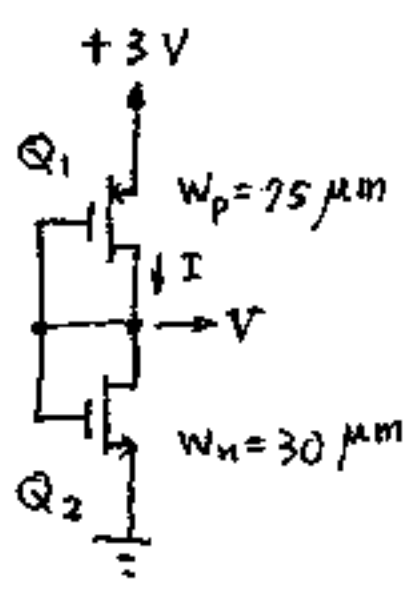 +3V
Q1
Wp=75 μm
I
V
Wn=30 μm
Q2